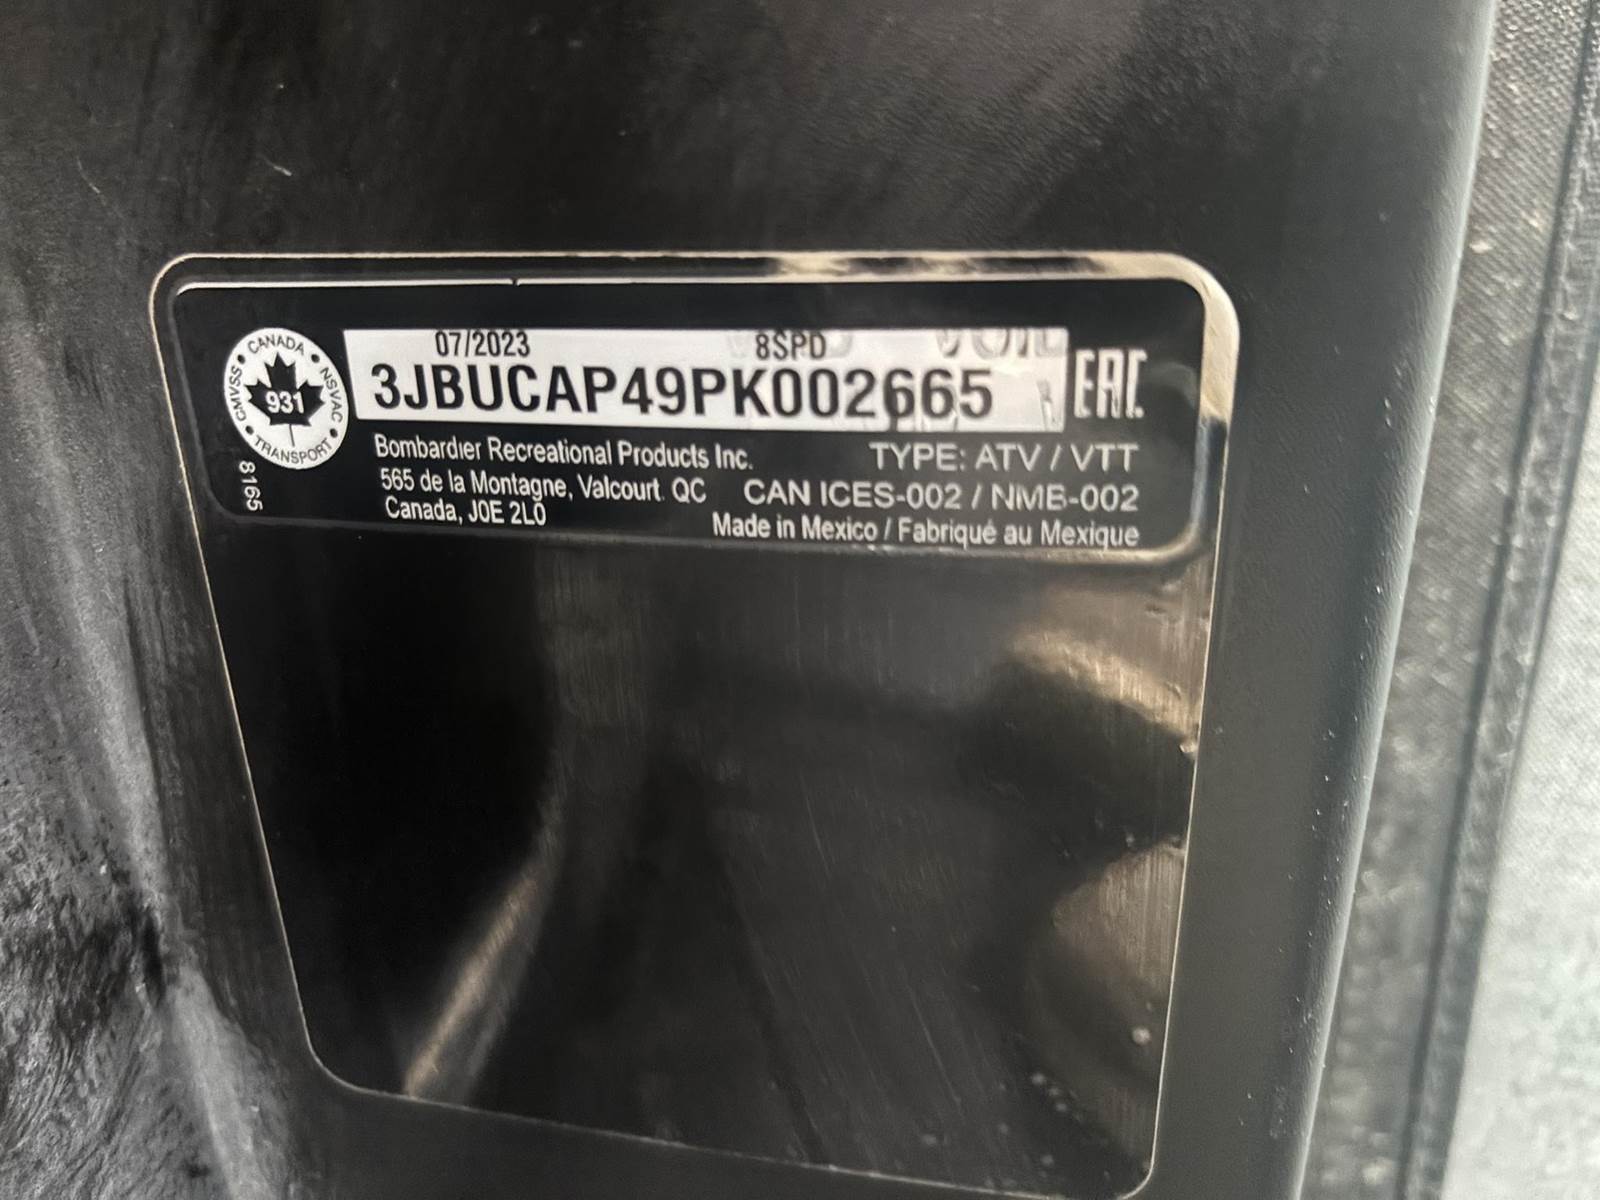 CANADA
CMVSS
NSVAC
931
TRANSPORT
8165
07/2023 8SPD
3JBUCAP49PK002665
EAC
Bombardier Recreational Products Inc.
565 de la Montagne, Valcourt QC
Canada, J0E 2L0
TYPE: ATV / VTT
CAN ICES-002 / NMB-002
Made in Mexico / Fabriqué au Mexique